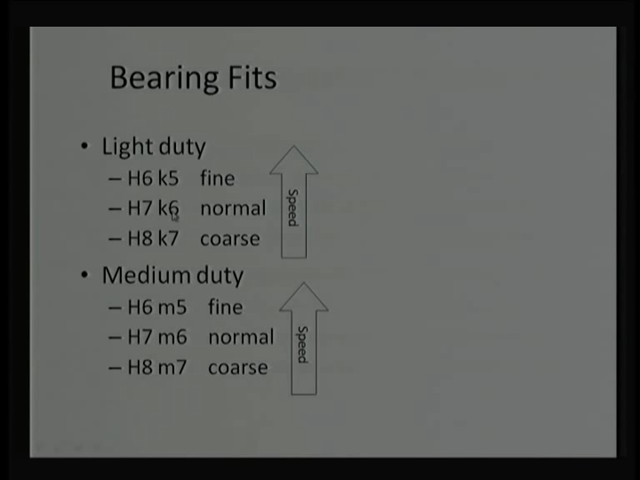 Bearing Fits
• Light duty
– H6 k5 fine
– H7 k6 normal
– H8 k7 coarse
Speed
• Medium duty
– H6 m5 fine
– H7 m6 normal
– H8 m7 coarse
Speed